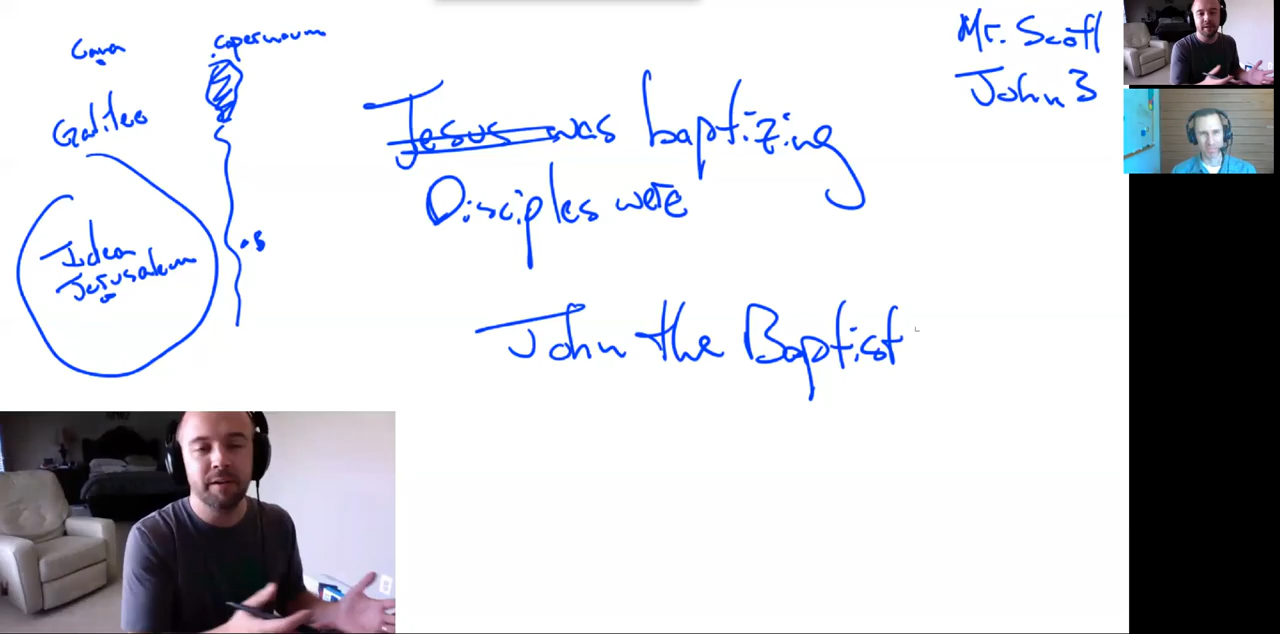 Cana
Capernaum
Galilee
Judea
Jerusalem
Jesus was baptizing
Disciples were
John the Baptist
Mr. Scott
John 3